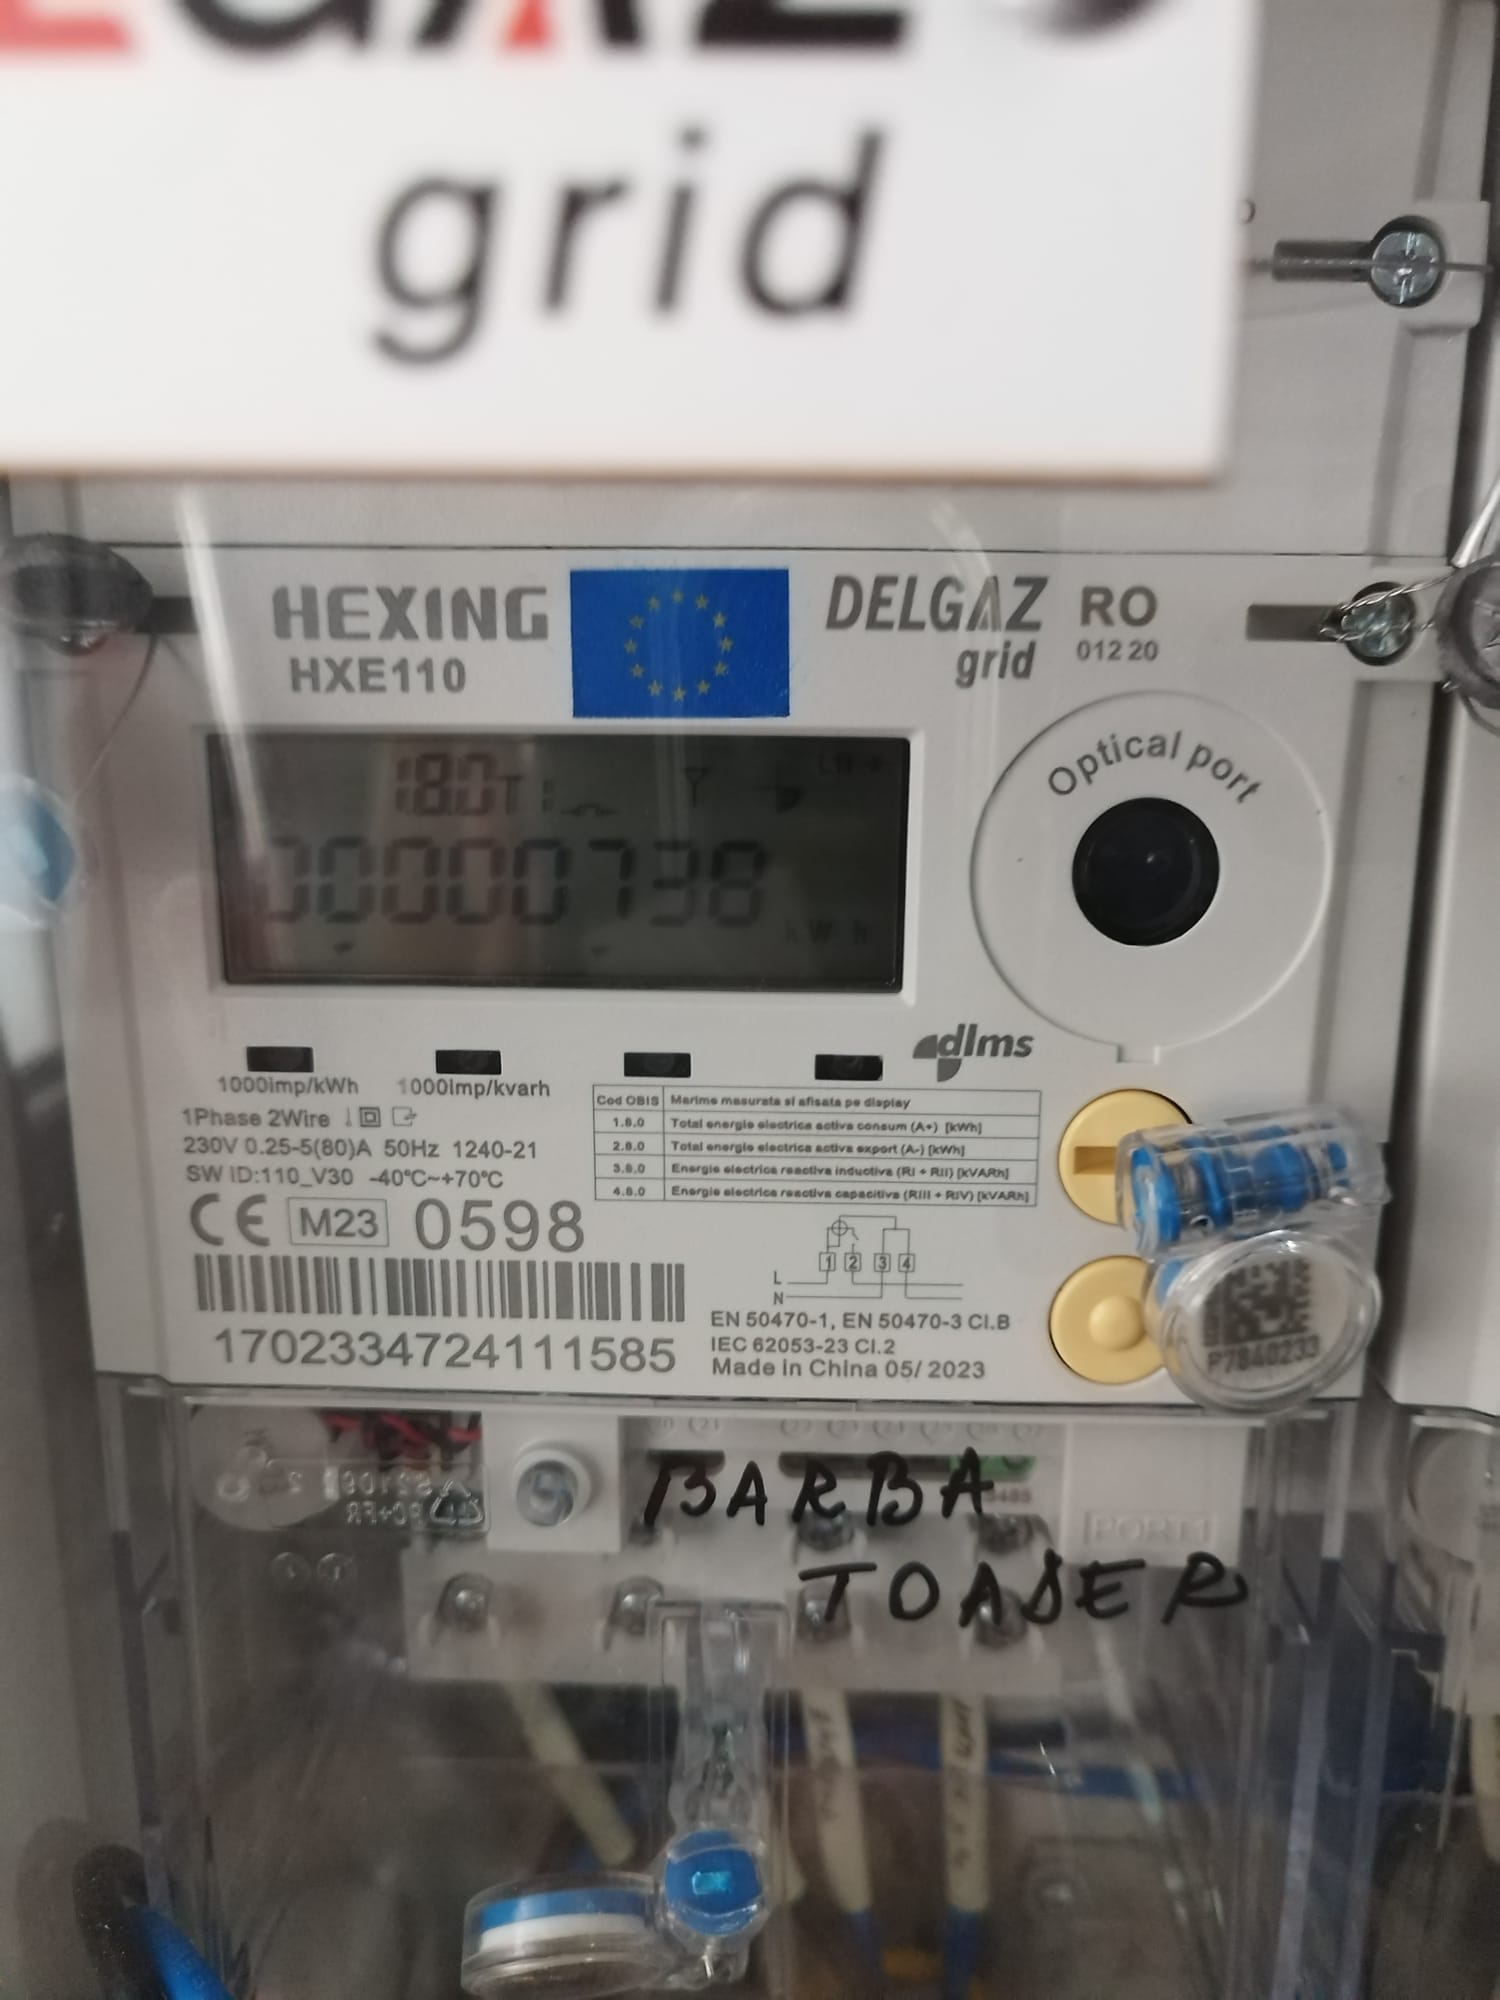 grid
HEXING
HXE110
DELGAZ
grid
RO
012 20
Optical port
1.8.0 T1
00000738
kWh
dlms
1000imp/kWh
1000imp/kvarh
1Phase 2Wire
230V 0.25-5(80)A 50Hz 1240-21
SW ID:110_V30 -40°C~+70°C
CE M23 0598
1702334724111585
Cod OBIS Marime masurata si afisata pe display
1.8.0 Total energie electrica activa consum (A+) [kWh]
2.8.0 Total energie electrica activa export (A-) [kWh]
3.8.0 Energie electrica reactiva inductiva (RI + RII) [kVARh]
4.8.0 Energie electrica reactiva capacitiva (RIII + RIV) [kVARh]
1 2 3 4
L
N
EN 50470-1, EN 50470-3 Cl.B
IEC 62053-23 Cl.2
Made in China 05/ 2023
P7840233
BARBA
TOADER
PORT1